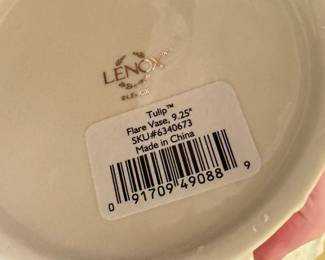 LENOX
Tulip™
Flare Vase, 9.25"
SKU#6340673
Made in China
0 91709 49088 9